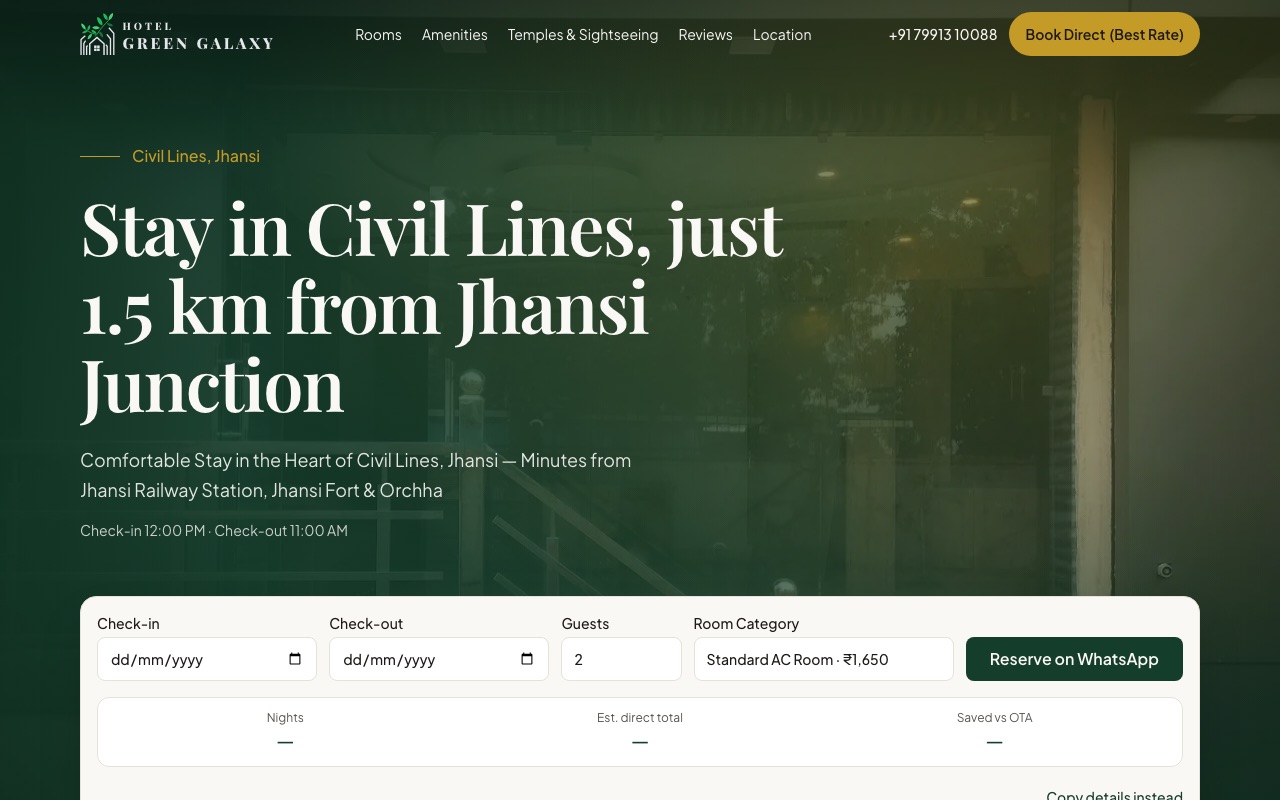 HOTEL
GREEN GALAXY
Rooms
Amenities
Temples & Sightseeing
Reviews
Location
+91 79913 10088
Book Direct (Best Rate)
Civil Lines, Jhansi
Stay in Civil Lines, just
1.5 km from Jhansi
Junction
Comfortable Stay in the Heart of Civil Lines, Jhansi — Minutes from
Jhansi Railway Station, Jhansi Fort & Orchha
Check-in 12:00 PM · Check-out 11:00 AM
Check-in
Check-out
Guests
Room Category
dd/mm/yyyy
dd/mm/yyyy
2
Standard AC Room · ₹1,650
Reserve on WhatsApp
Nights
Est. direct total
Saved vs OTA
—
—
—
Copy details instead